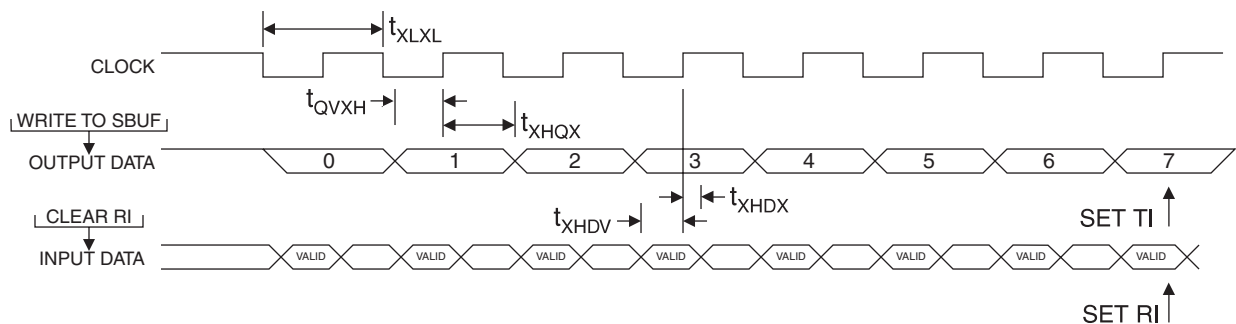 tXLXL
CLOCK
tQVXH
tXHQX
WRITE TO SBUF
OUTPUT DATA
0 1 2 3 4 5 6 7
tXHDX
tXHDV
SET TI
CLEAR RI
INPUT DATA
VALID VALID VALID VALID VALID VALID VALID VALID
SET RI